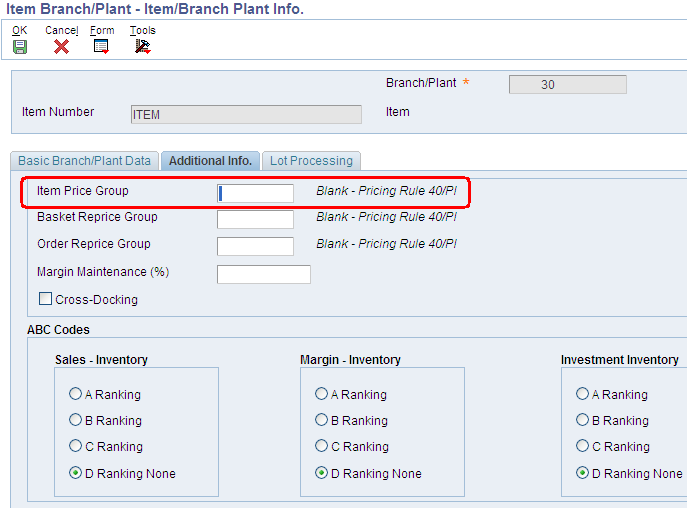 Item Branch/Plant - Item/Branch Plant Info.
OK Cancel Form Tools
Branch/Plant * 30
Item Number ITEM Item
Basic Branch/Plant Data Additional Info. Lot Processing
Item Price Group Blank - Pricing Rule 40/PI
Basket Reprice Group Blank - Pricing Rule 40/PI
Order Reprice Group Blank - Pricing Rule 40/PI
Margin Maintenance (%)
Cross-Docking
ABC Codes
Sales - Inventory Margin - Inventory Investment Inventory
A Ranking A Ranking A Ranking
B Ranking B Ranking B Ranking
C Ranking C Ranking C Ranking
D Ranking None D Ranking None D Ranking None